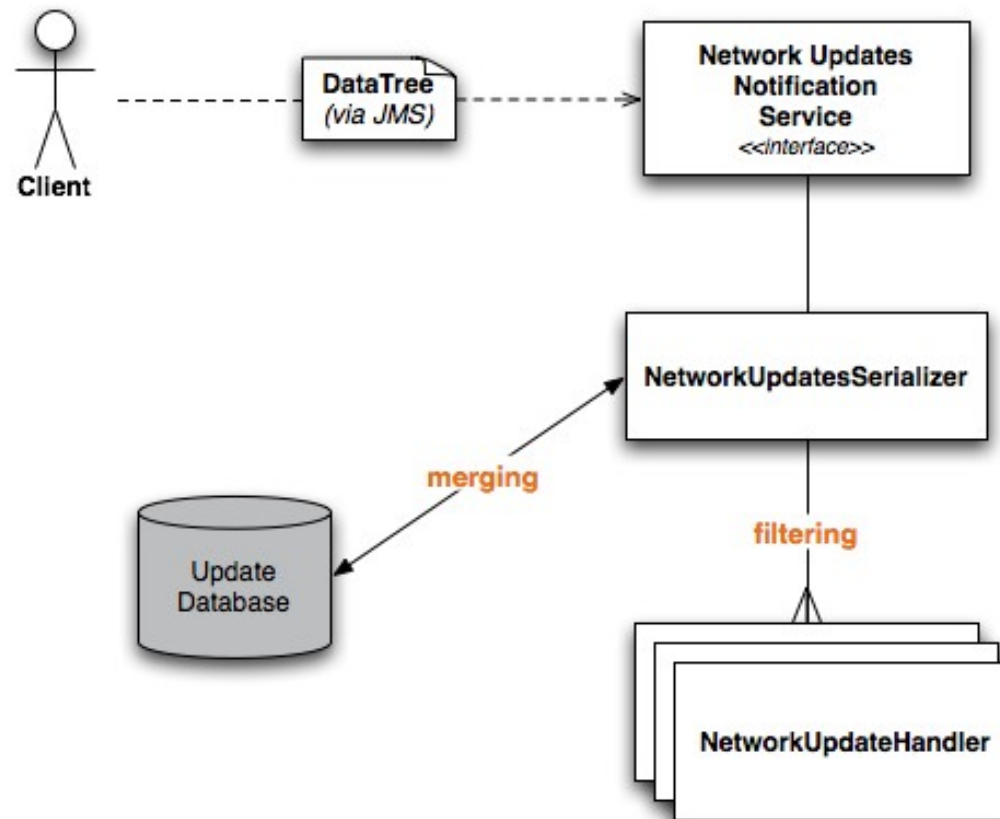 Client
DataTree
(via JMS)
Network Updates
Notification
Service
<<interface>>
NetworkUpdatesSerializer
merging
filtering
Update
Database
NetworkUpdateHandler